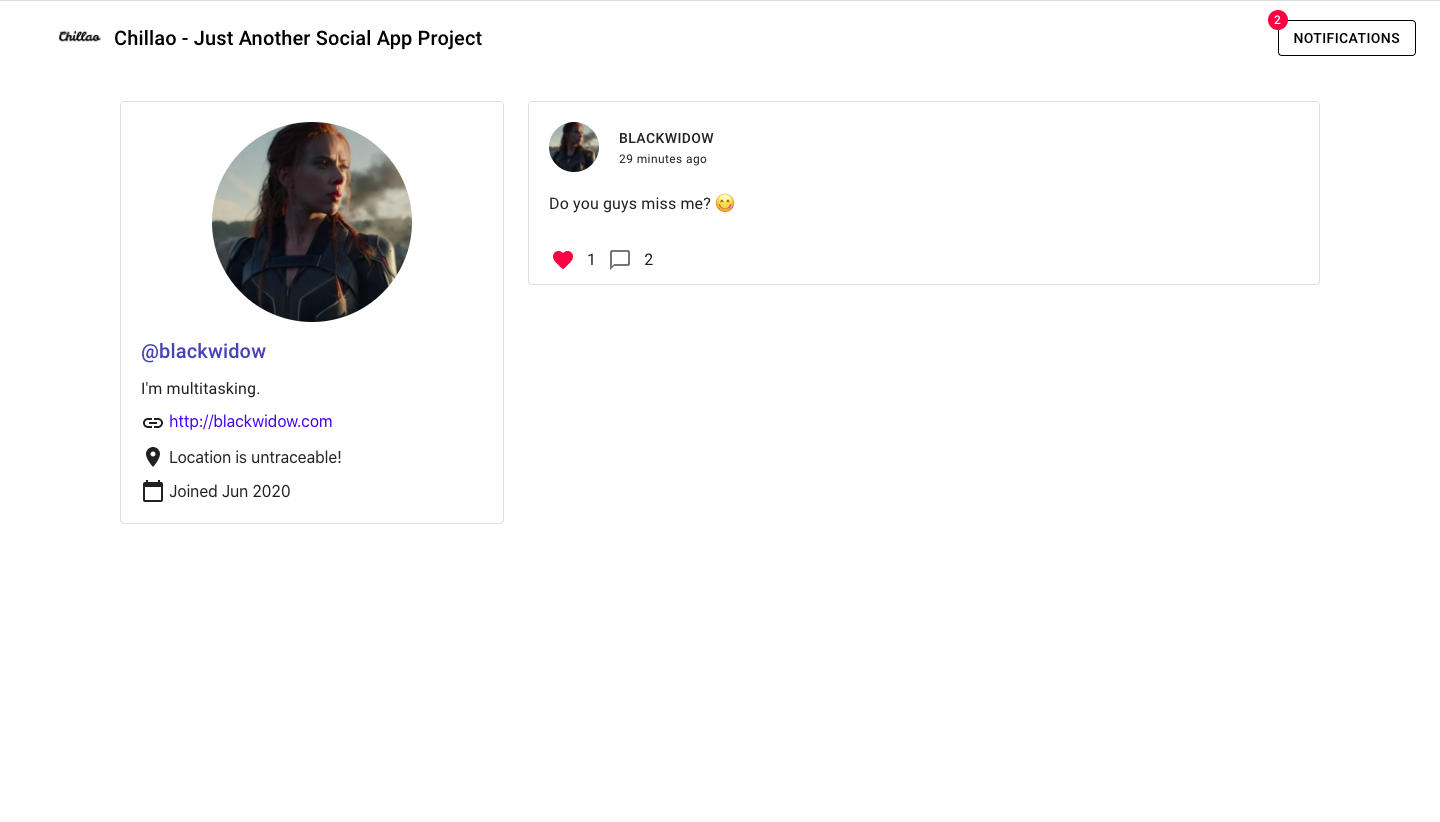 Chillao
Chillao - Just Another Social App Project
2
NOTIFICATIONS
@blackwidow
I'm multitasking.
http://blackwidow.com
Location is untraceable!
Joined Jun 2020
BLACKWIDOW
29 minutes ago
Do you guys miss me? 😋
1 2